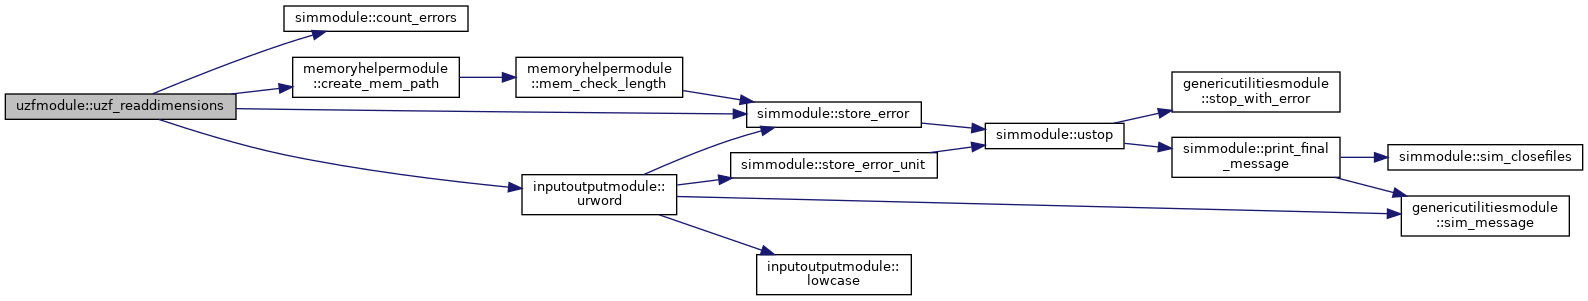 simmodule::count_errors
memoryhelpermodule
::create_mem_path
memoryhelpermodule
::mem_check_length
uzfmodule::uzf_readdimensions
simmodule::store_error
genericutilitiesmodule
::stop_with_error
simmodule::ustop
simmodule::print_final
_message
simmodule::sim_closefiles
simmodule::store_error_unit
inputoutputmodule::
urword
genericutilitiesmodule
::sim_message
inputoutputmodule::
lowcase